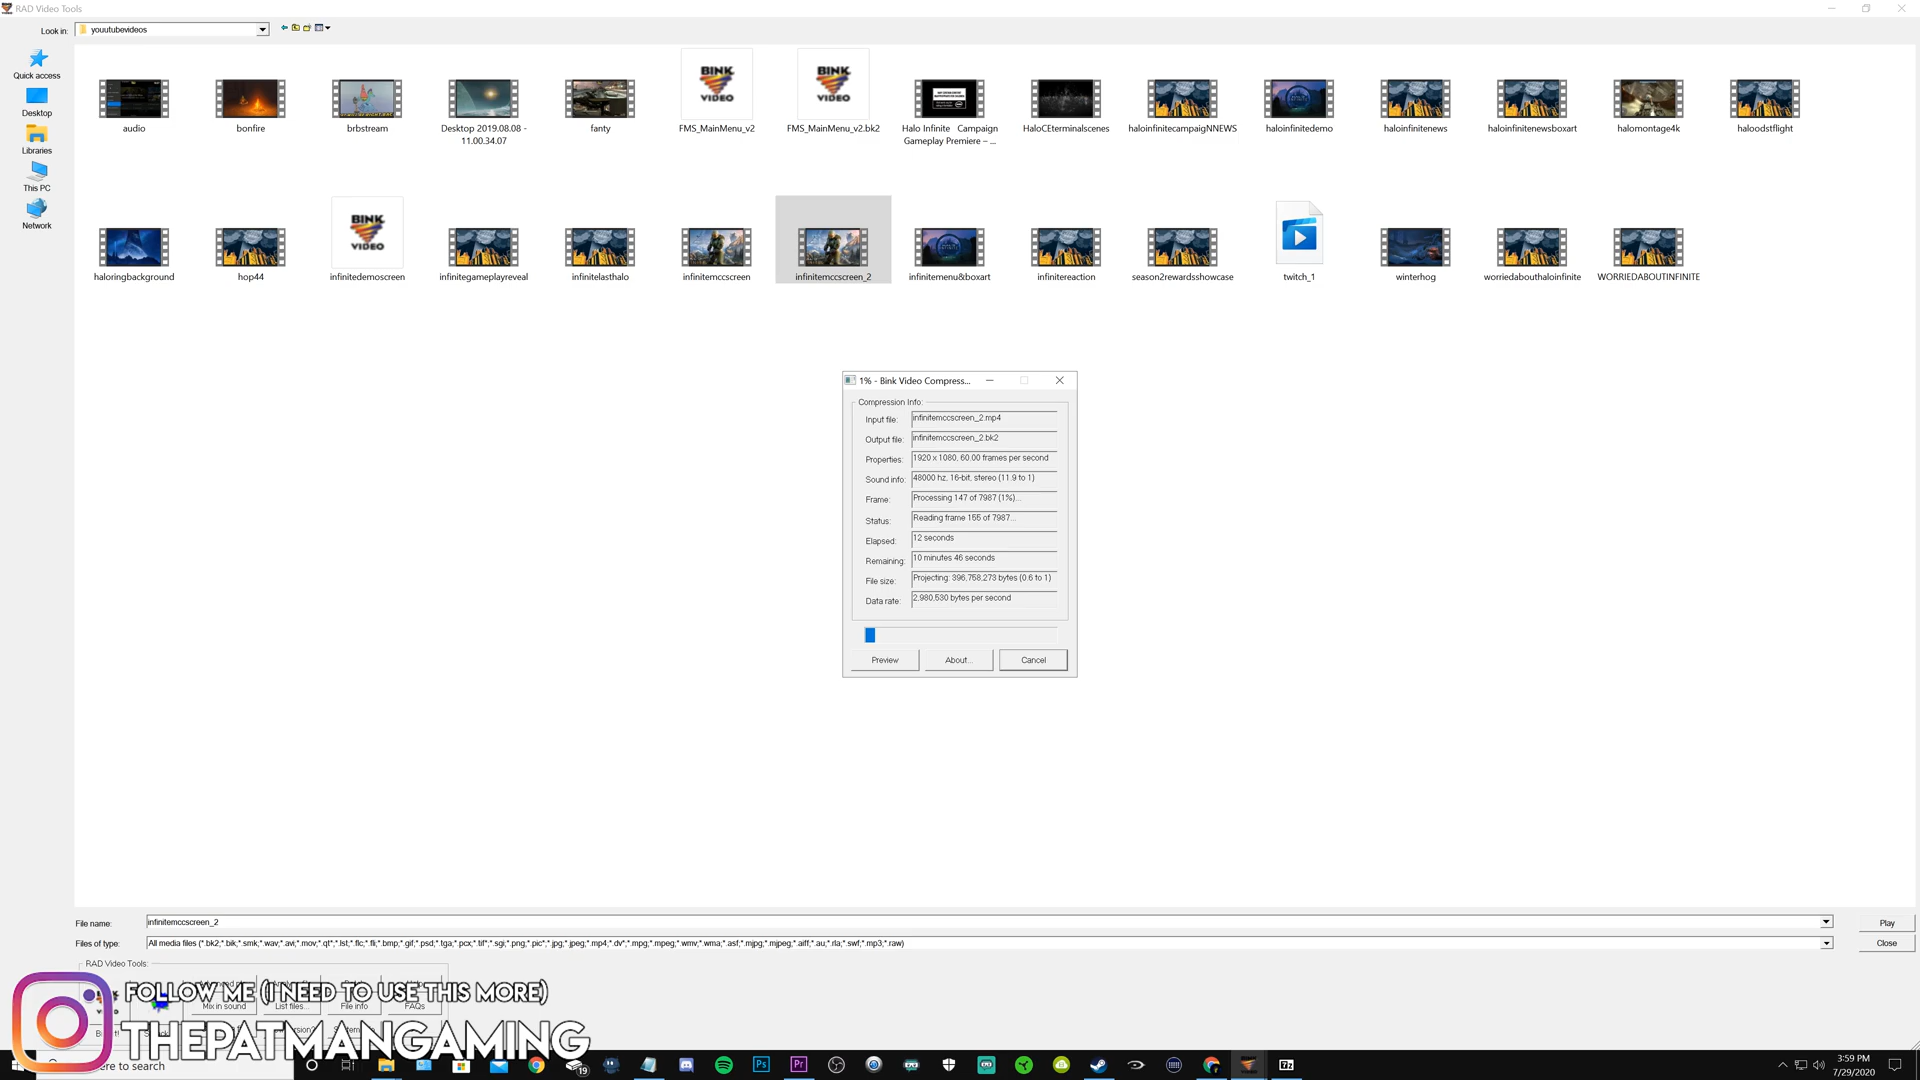 RAD Video Tools
Look in: youutubevideos
Quick access
Desktop
Libraries
This PC
Network
audio
bonfire
brbstream
Desktop 2019.08.08 - 11.00.34.07
fanty
BINK VIDEO
FMS_MainMenu_v2
BINK VIDEO
FMS_MainMenu_v2.bk2
Halo Infinite Campaign Gameplay Premiere – ...
HaloCEterminalscenes
haloinfinitecampaigNNEWS
haloinfinitedemo
haloinfinitenews
haloinfinitenewsboxart
halomontage4k
haloodstflight
haloringbackground
hop44
BINK VIDEO
infinitedemoscreen
infinitegameplayreveal
infinitelasthalo
infinitemccscreen
infinitemccscreen_2
infinitemenu&boxart
infinitereaction
season2rewardsshowcase
twitch_1
winterhog
worriedabouthaloinfinite
WORRIEDABOUTINFINITE
1% - Bink Video Compress...
Compression Info:
Input file: infinitemccscreen_2.mp4
Output file: infinitemccscreen_2.bk2
Properties: 1920 x 1080, 60.00 frames per second
Sound info: 48000 hz, 16-bit, stereo (11.9 to 1)
Frame: Processing 147 of 7987 (1%)...
Status: Reading frame 155 of 7987...
Elapsed: 12 seconds
Remaining: 10 minutes 46 seconds
File size: Projecting: 396,758,273 bytes (0.6 to 1)
Data rate: 2,980,530 bytes per second
Preview
About...
Cancel
File name: infinitemccscreen_2
Play
Files of type: All media files (*.bk2;*.bik;*.smk;*.wav;*.avi;*.mov;*.qt*;*.lst;*.flc;*.fli;*.bmp;*.gif;*.psd;*.tga;*.pcx;*.tif*;*.sgi;*.png;*.pic*;*.jpg;*.jpeg;*.mp4;*.dv*;*.mpg;*.mpeg;*.wmv;*.wma;*.asf;*.mjpg;*.mjpeg;*.aiff;*.au;*.rla;*.swf;*.mp3;*.raw)
Close
RAD Video Tools:
FOLLOW ME (I NEED TO USE THIS MORE)
Mix in sound
List files...
File info
FAQs
THEPATMANGAMING
ere to search
19
Ps
Pr
7z
3:59 PM
7/29/2020